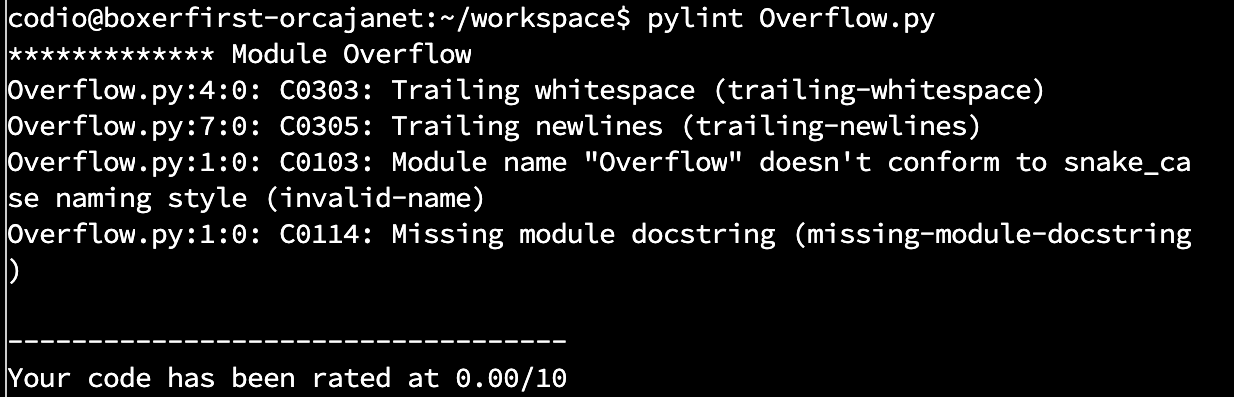 codio@boxerfirst-orcajanet:~/workspace$ pylint Overflow.py
************* Module Overflow
Overflow.py:4:0: C0303: Trailing whitespace (trailing-whitespace)
Overflow.py:7:0: C0305: Trailing newlines (trailing-newlines)
Overflow.py:1:0: C0103: Module name "Overflow" doesn't conform to snake_ca
se naming style (invalid-name)
Overflow.py:1:0: C0114: Missing module docstring (missing-module-docstring
)
-----------------------------------
Your code has been rated at 0.00/10